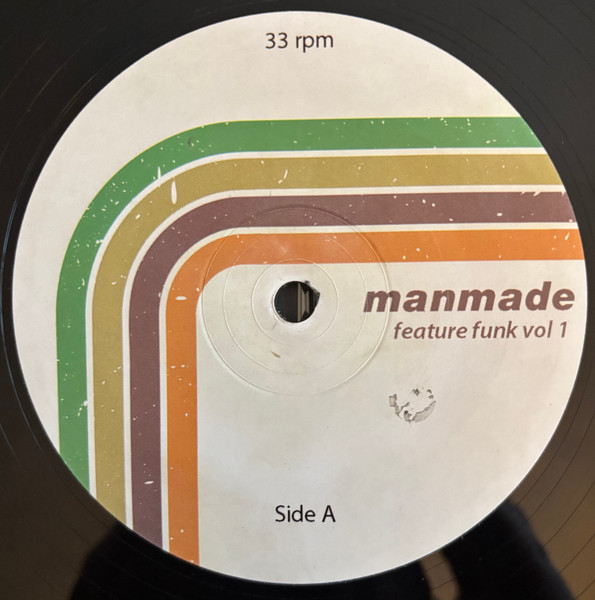 33 rpm
manmade
feature funk vol 1
Side A